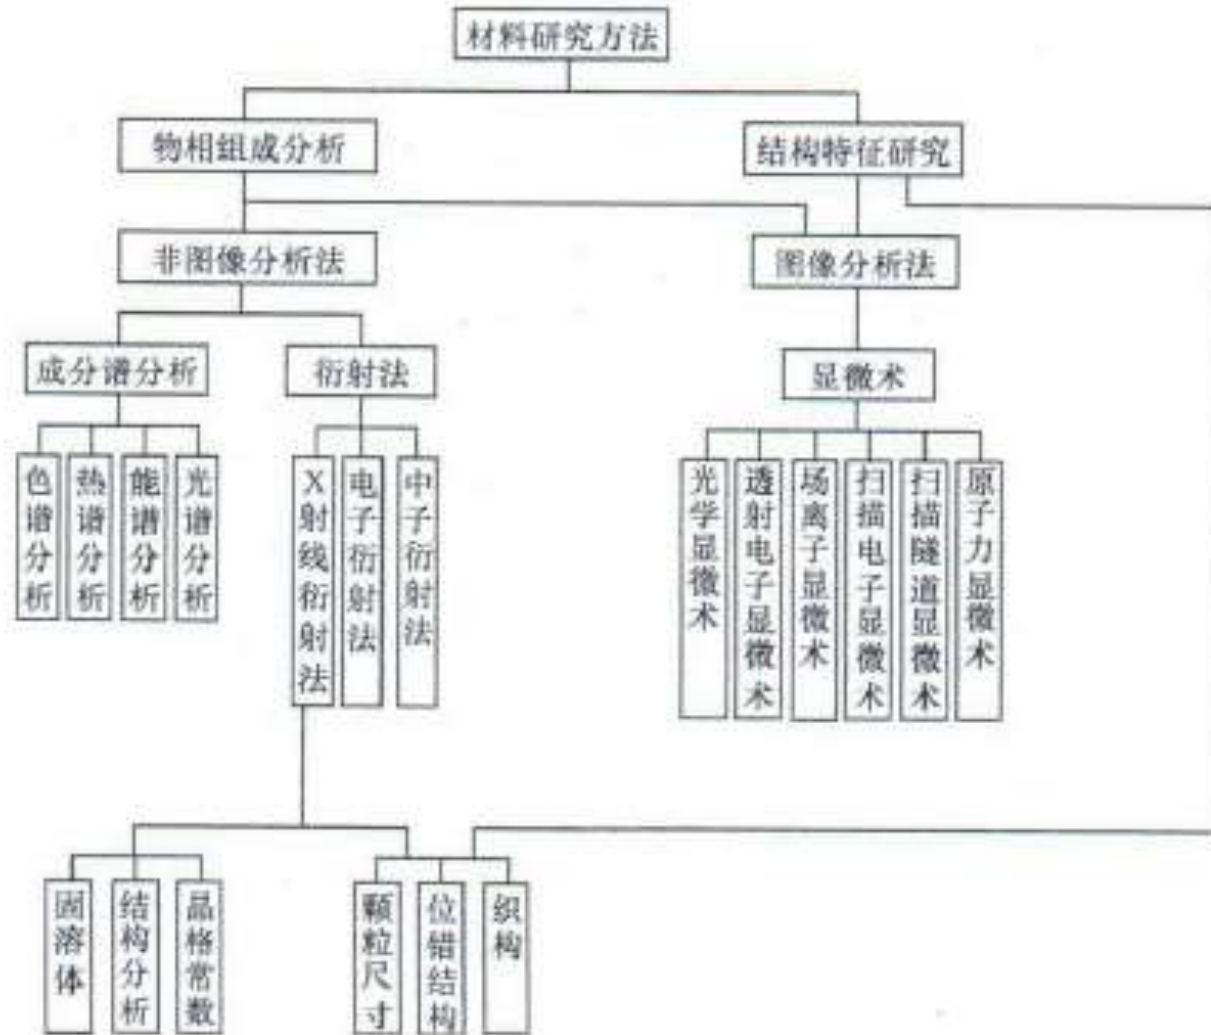 材料研究方法
物相组成分析
结构特征研究
非图像分析法
图像分析法
成分谱分析
衍射法
显微术
色谱分析
热谱分析
能谱分析
光谱分析
X射线衍射法
电子衍射法
中子衍射法
光学显微术
透射电子显微术
场离子显微术
扫描电子显微术
扫描隧道显微术
原子力显微术
固溶体
结构分析
晶格常数
颗粒尺寸
位错结构
织构